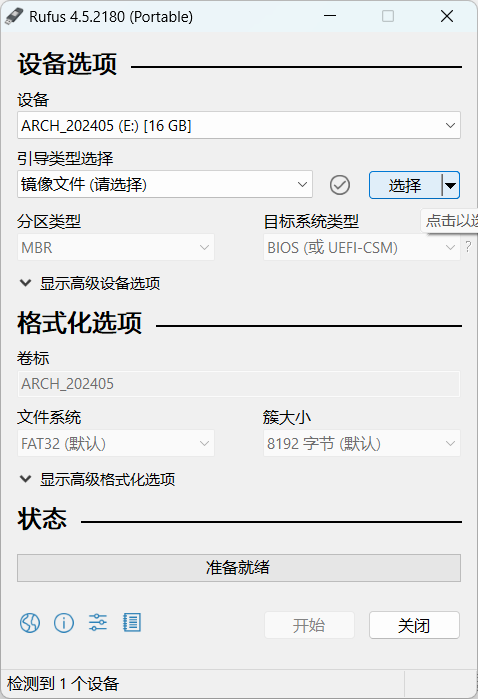 Rufus 4.5.2180 (Portable)
设备选项
设备
ARCH_202405 (E:) [16 GB]
引导类型选择
镜像文件 (请选择)
选择
分区类型
目标系统类型
点击以选
MBR
BIOS (或 UEFI-CSM)
?
显示高级设备选项
格式化选项
卷标
ARCH_202405
文件系统
簇大小
FAT32 (默认)
8192 字节 (默认)
显示高级格式化选项
状态
准备就绪
开始
关闭
检测到 1 个设备